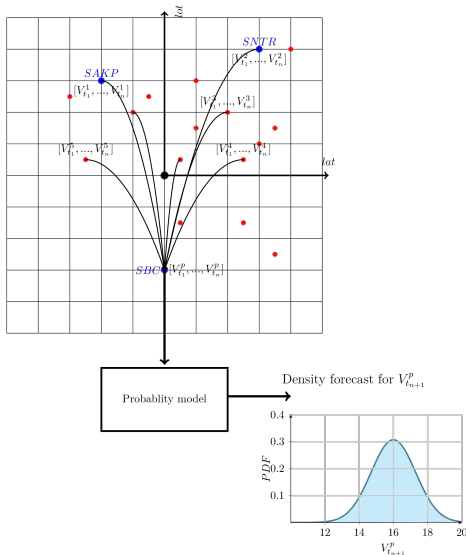 lot
SNTR
[V^2_{t_1}, ..., V^2_{t_n}]
SAKP
[V^1_{t_1}, ..., V^1_{t_n}]
[V^3_{t_1}, ..., V^3_{t_n}]
[V^5_{t_1}, ..., V^5_{t_n}]
[V^4_{t_1}, ..., V^4_{t_n}]
lat
SBC
[V^p_{t_1}, ..., V^p_{t_n}]
Probablity model
Density forecast for V^p_{t_{n+1}}
0.4
0.3
0.2
0.1
PDF
12 14 16 18 20
V^p_{t_{n+1}}